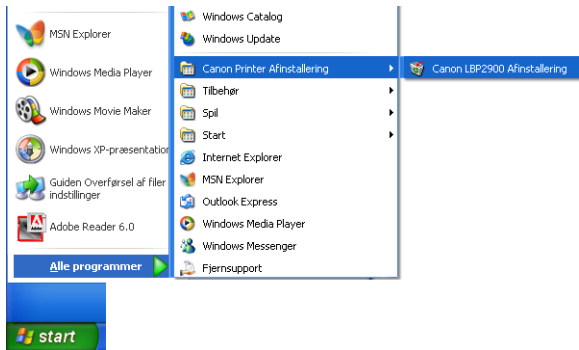 MSN Explorer
Windows Media Player
Windows Movie Maker
Windows XP-præsentation
Guiden Overførsel af filer
indstillinger
Adobe Reader 6.0
Alle programmer
start
Windows Catalog
Windows Update
Canon Printer Afinstallering
Tilbehør
Spil
Start
Internet Explorer
MSN Explorer
Outlook Express
Windows Media Player
Windows Messenger
Fjernsupport
Canon LBP2900 Afinstallering